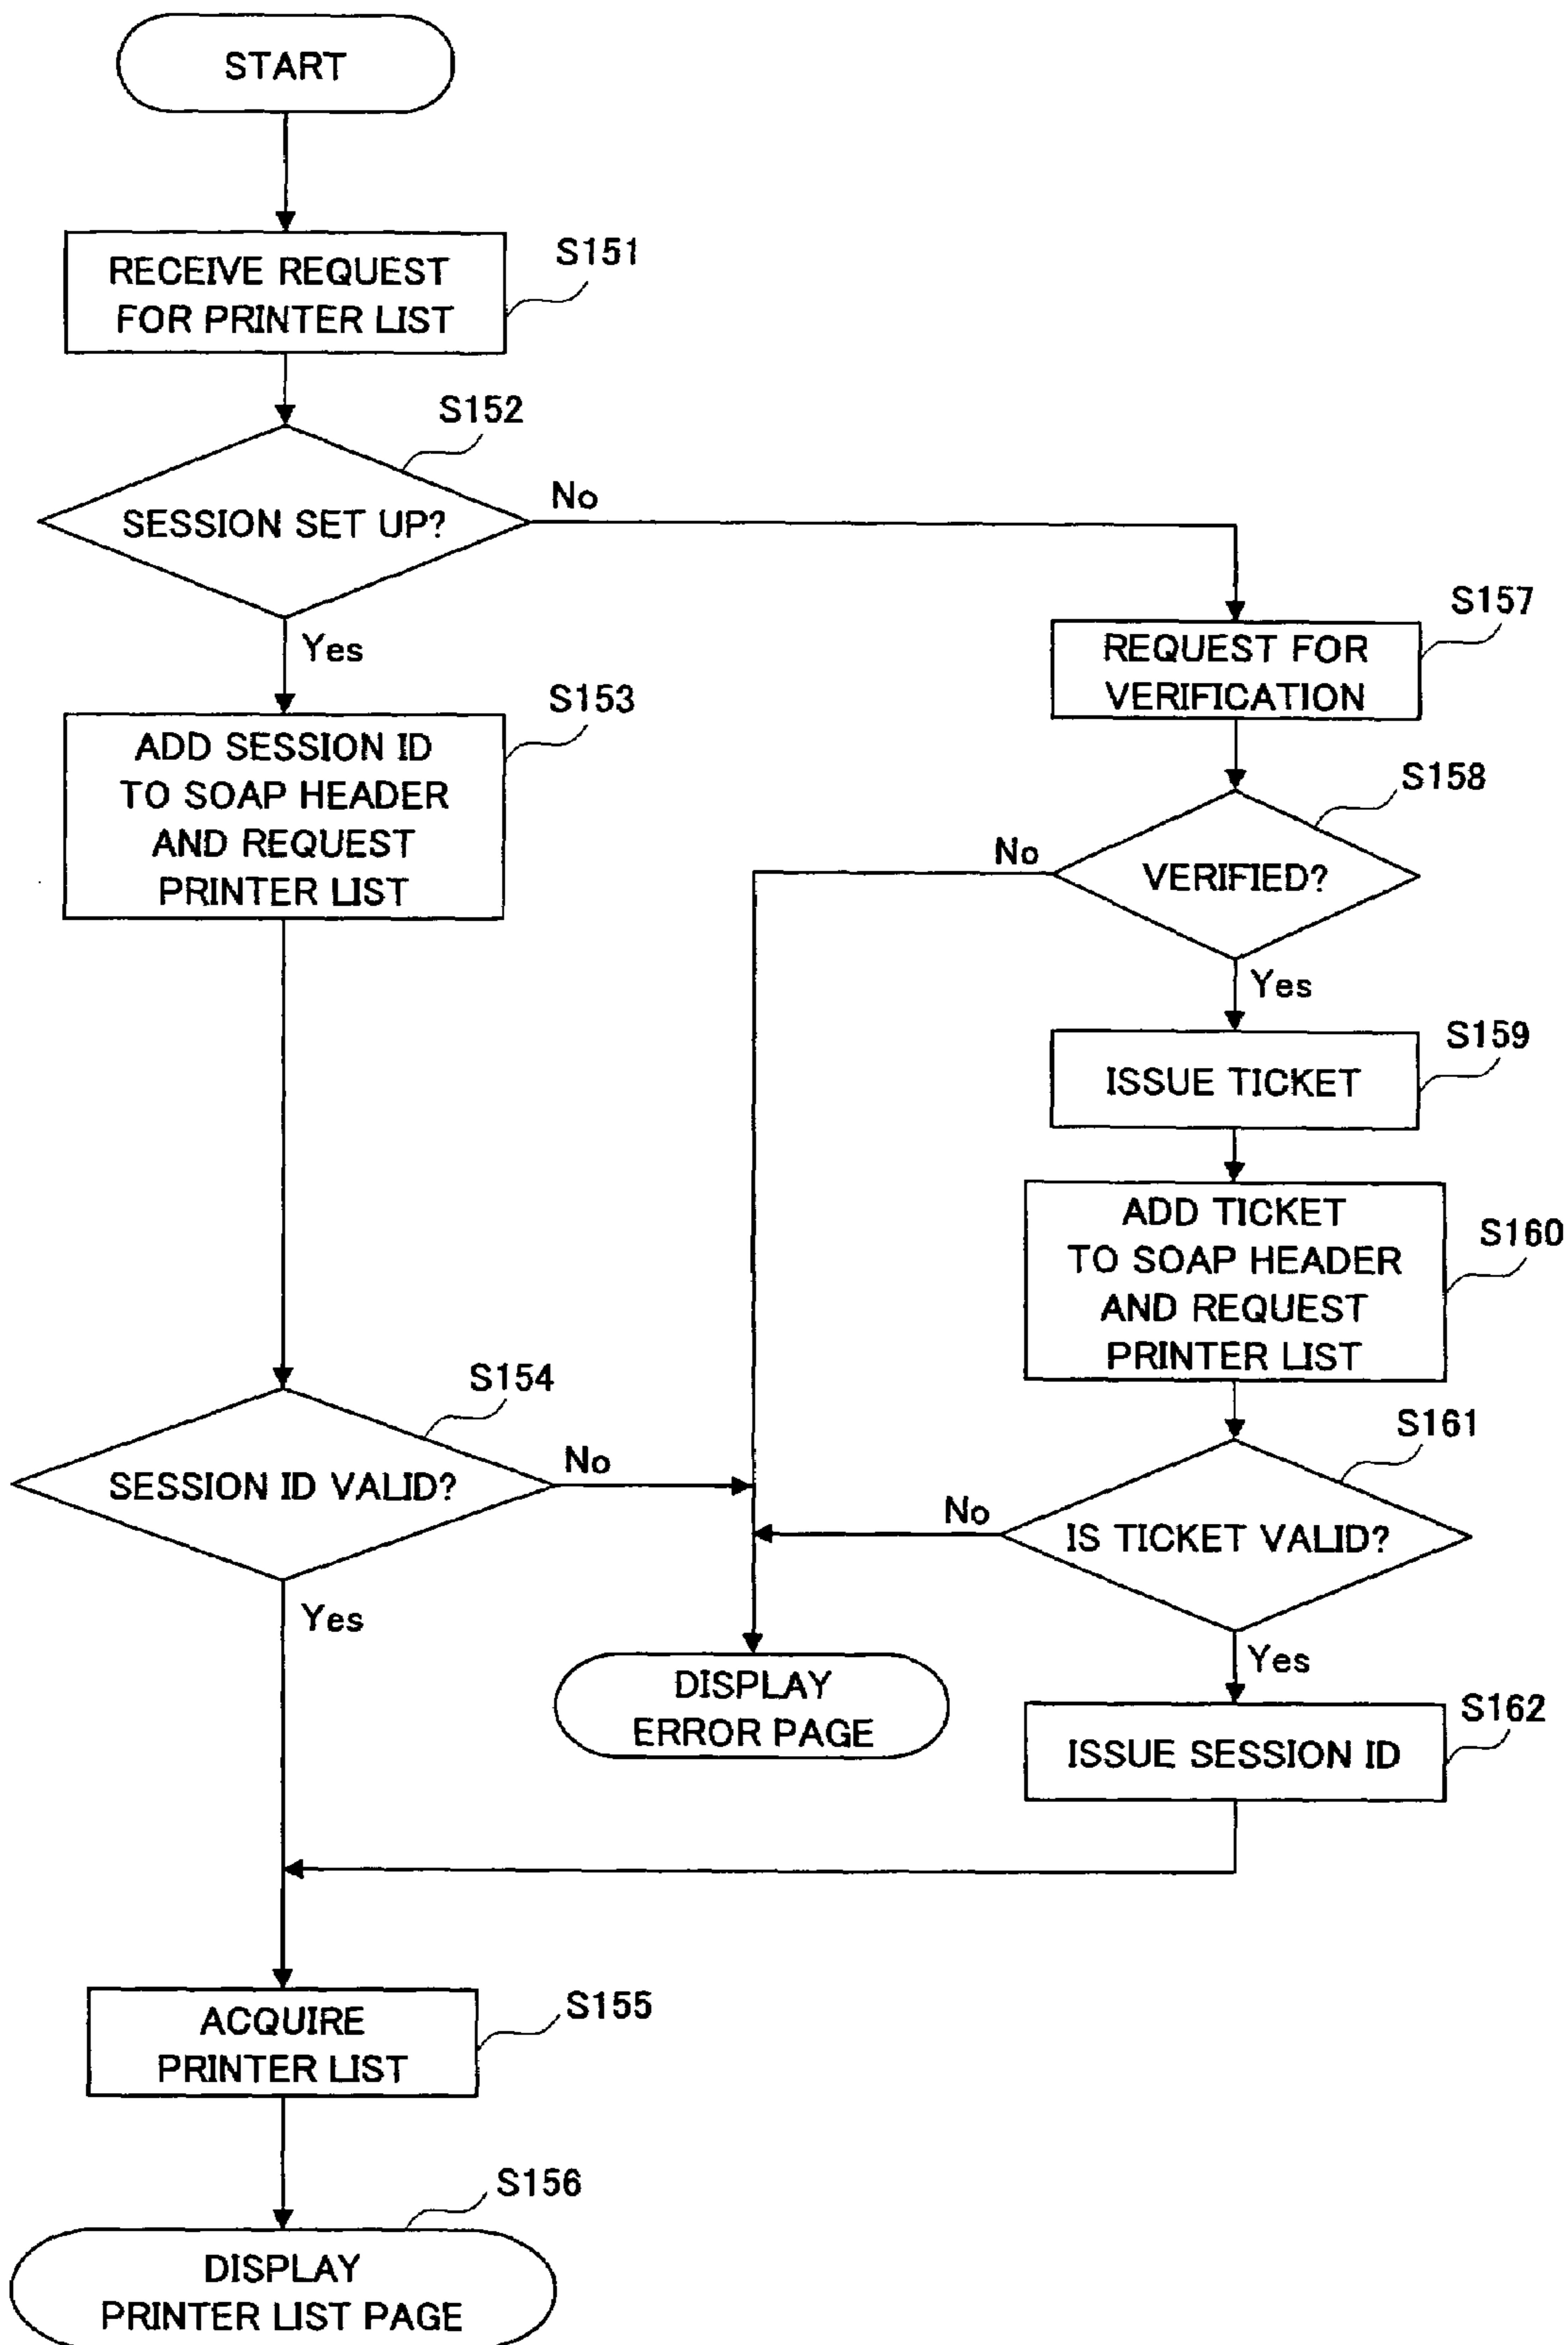 START
RECEIVE REQUEST
FOR PRINTER LIST
S151
S152
SESSION SET UP?
No
Yes
S153
ADD SESSION ID
TO SOAP HEADER
AND REQUEST
PRINTER LIST
S157
REQUEST FOR
VERIFICATION
S158
VERIFIED?
No
Yes
S159
ISSUE TICKET
S160
ADD TICKET
TO SOAP HEADER
AND REQUEST
PRINTER LIST
S154
SESSION ID VALID?
No
Yes
S161
IS TICKET VALID?
No
Yes
DISPLAY
ERROR PAGE
S162
ISSUE SESSION ID
S155
ACQUIRE
PRINTER LIST
S156
DISPLAY
PRINTER LIST PAGE